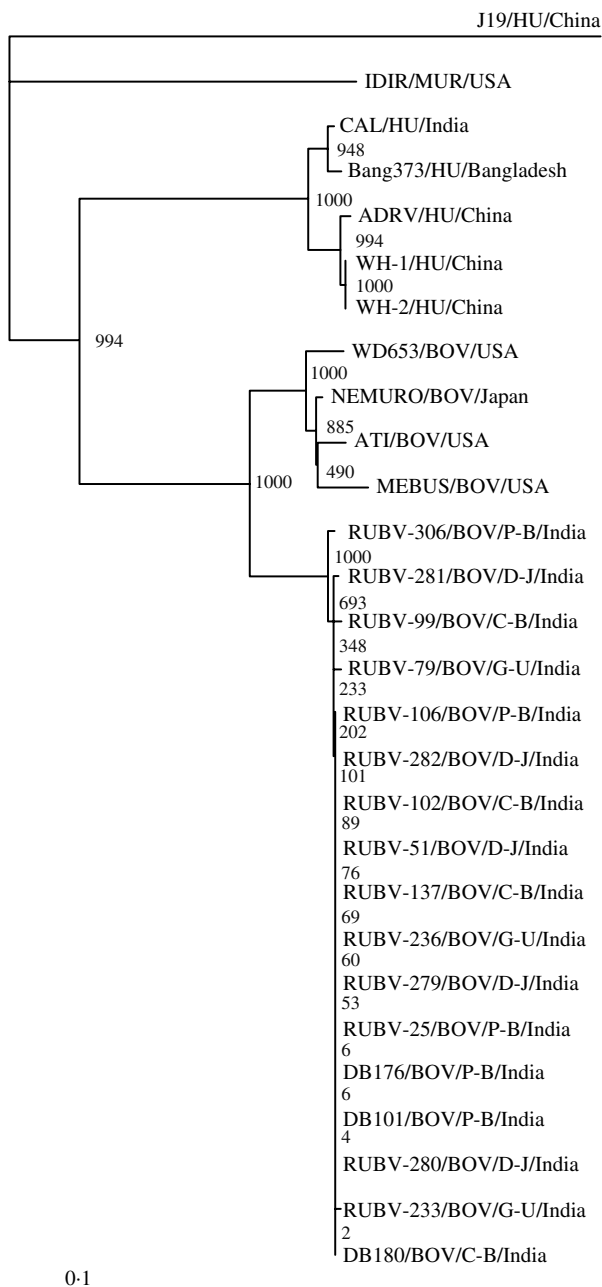 J19/HU/China
IDIR/MUR/USA
CAL/HU/India
948
Bang373/HU/Bangladesh
1000
ADRV/HU/China
994
WH-1/HU/China
1000
WH-2/HU/China
994
WD653/BOV/USA
1000
NEMURO/BOV/Japan
885
ATI/BOV/USA
490
1000
MEBUS/BOV/USA
RUBV-306/BOV/P-B/India
1000
RUBV-281/BOV/D-J/India
693
RUBV-99/BOV/C-B/India
348
RUBV-79/BOV/G-U/India
233
RUBV-106/BOV/P-B/India
202
RUBV-282/BOV/D-J/India
101
RUBV-102/BOV/C-B/India
89
RUBV-51/BOV/D-J/India
76
RUBV-137/BOV/C-B/India
69
RUBV-236/BOV/G-U/India
60
RUBV-279/BOV/D-J/India
53
RUBV-25/BOV/P-B/India
6
DB176/BOV/P-B/India
6
DB101/BOV/P-B/India
4
RUBV-280/BOV/D-J/India
RUBV-233/BOV/G-U/India
2
DB180/BOV/C-B/India
0·1